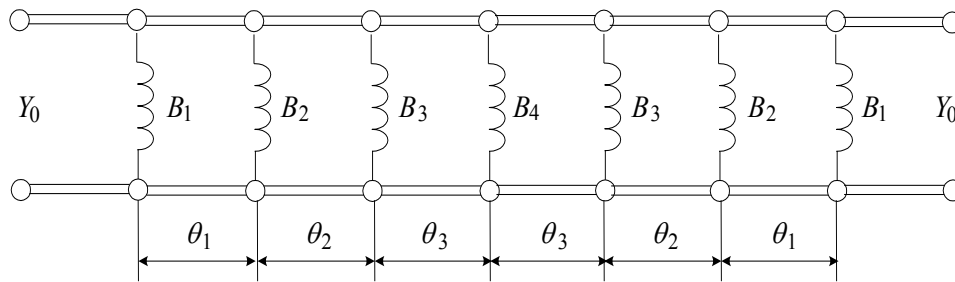 Y₀ B₁ B₂ B₃ B₄ B₃ B₂ B₁ Y₀
θ₁ θ₂ θ₃ θ₃ θ₂ θ₁